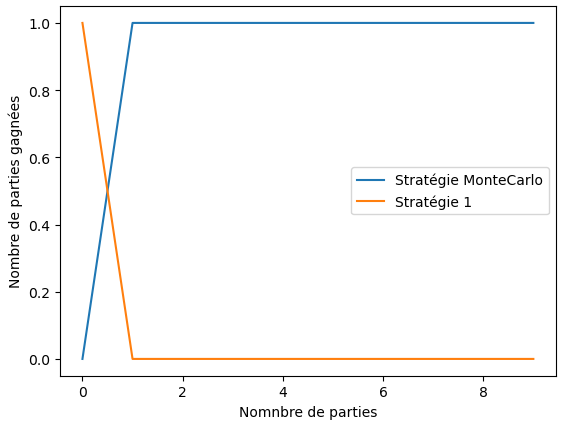 1.0
0.8
0.6
0.4
0.2
0.0
Nombre de parties gagnées
Stratégie MonteCarlo
Stratégie 1
0 2 4 6 8
Nomnbre de parties